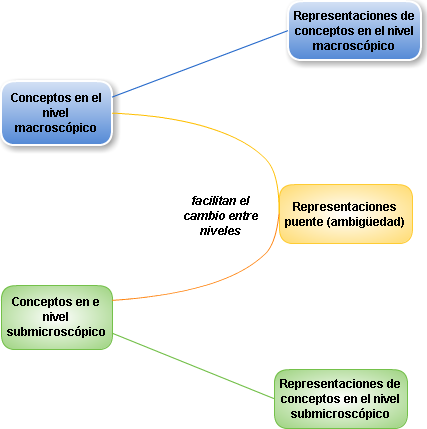 Representaciones de
conceptos en el nivel
macroscópico
Conceptos en el
nivel
macroscópico
facilitan el
cambio entre
niveles
Representaciones
puente (ambigüedad)
Conceptos en e
nivel
submicroscópico
Representaciones de
conceptos en el nivel
submicroscópico